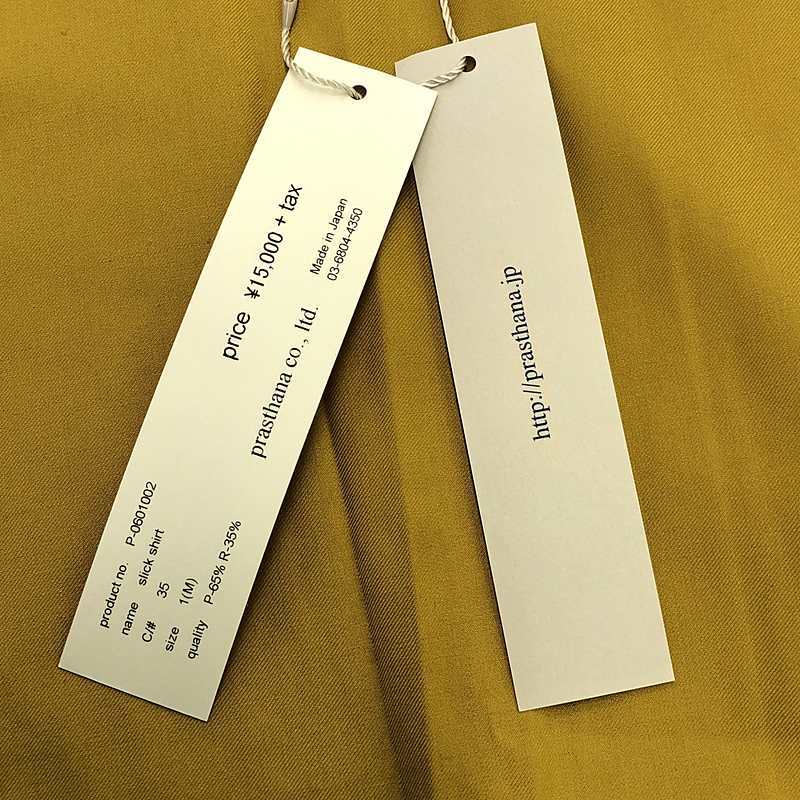 product no. P-0601002
name slick shirt
C/# 35
size 1(M)
quality P-65% R-35%
price ¥15,000 + tax
prasthana co., ltd.
Made in Japan
03-6804-4350
http://prasthana.jp